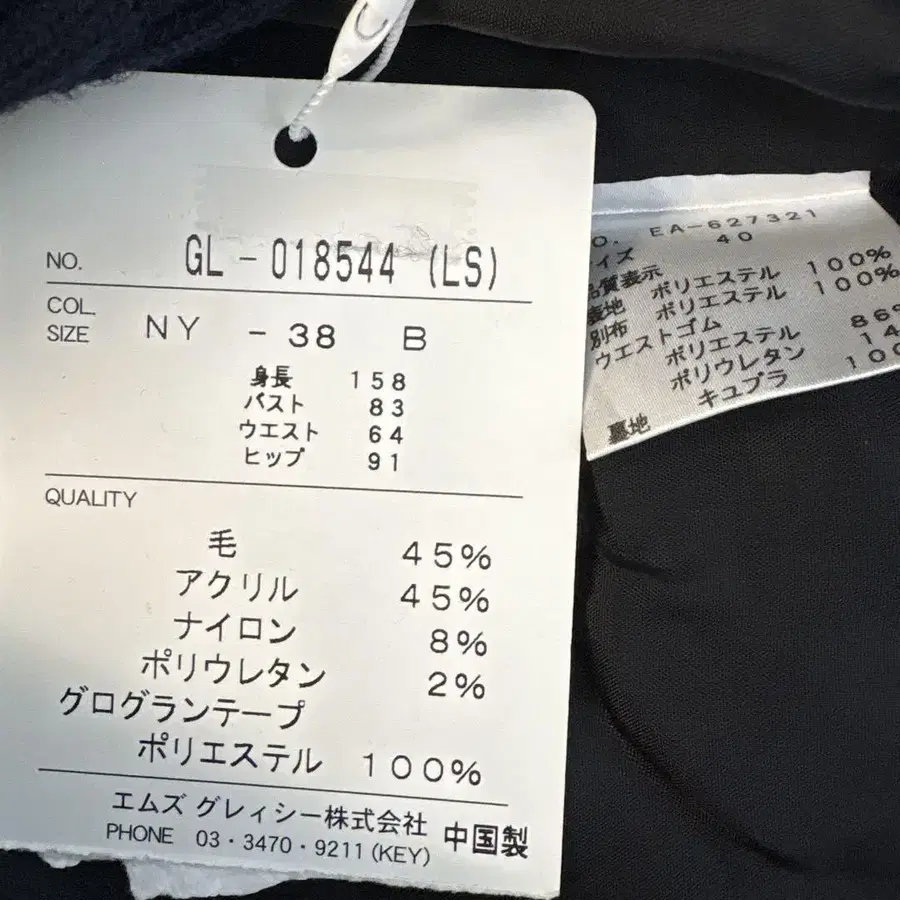 NO. GL-018544 (LS)
COL.
SIZE NY -38 B
身長 158
バスト 83
ウエスト 64
ヒップ 91
QUALITY
毛 45%
アクリル 45%
ナイロン 8%
ポリウレタン 2%
グログランテープ
ポリエステル 100%
エムズ グレィシー株式会社
PHONE 03・3470・9211(KEY)
中国製
O. EA-627321
イズ 40
品質表示
表地 ポリエステル 100%
別布 ポリエステル 100%
ウエストゴム
ポリエステル 86%
ポリウレタン 14
裏地 キュプラ 100